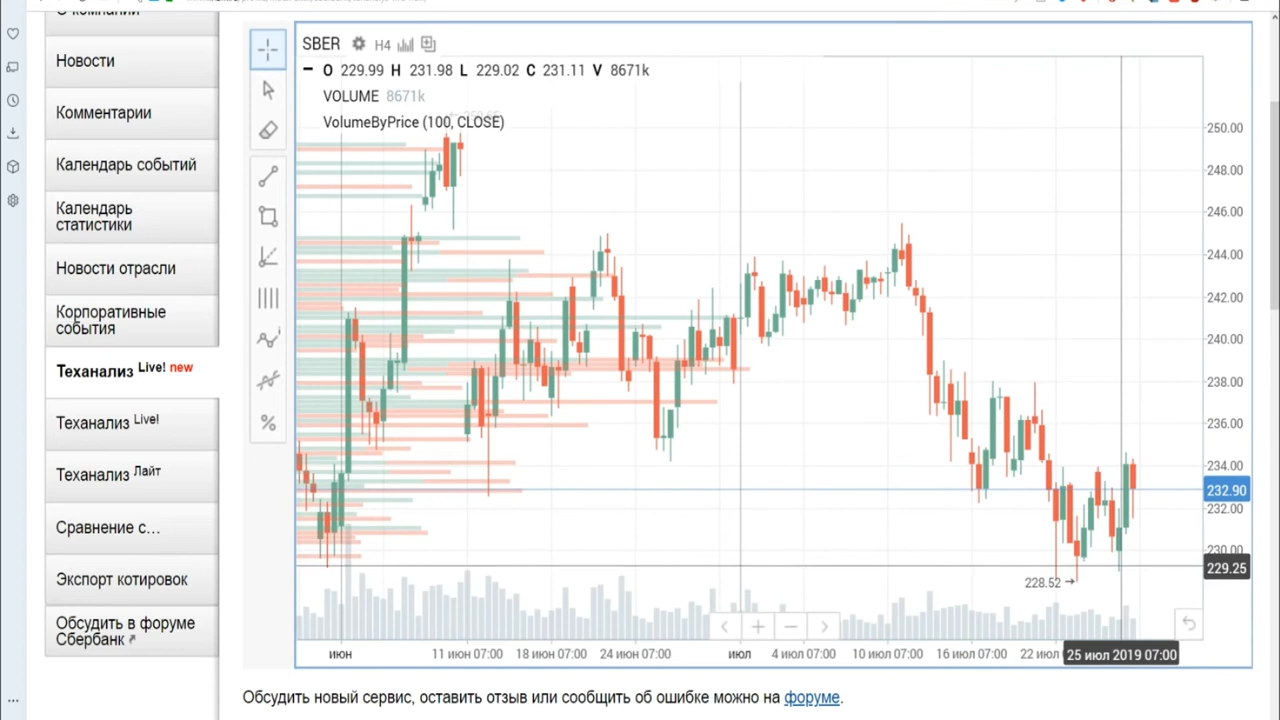 Новости
Комментарии
Календарь событий
Календарь
статистики
Новости отрасли
Корпоративные
события
Теханализ Live! new
Теханализ Live!
Теханализ Лайт
Сравнение с...
Экспорт котировок
Обсудить в форуме
Сбербанк
SBER H4
O 229.99 H 231.98 L 229.02 C 231.11 V 8671k
VOLUME 8671k
VolumeByPrice (100, CLOSE)
250.00
248.00
246.00
244.00
242.00
240.00
238.00
236.00
234.00
232.90
232.00
230.00
229.25
228.52
июн
11 июн 07:00
18 июн 07:00
24 июн 07:00
июл
4 июл 07:00
10 июл 07:00
16 июл 07:00
22 июл
25 июл 2019 07:00
Обсудить новый сервис, оставить отзыв или сообщить об ошибке можно на форуме.